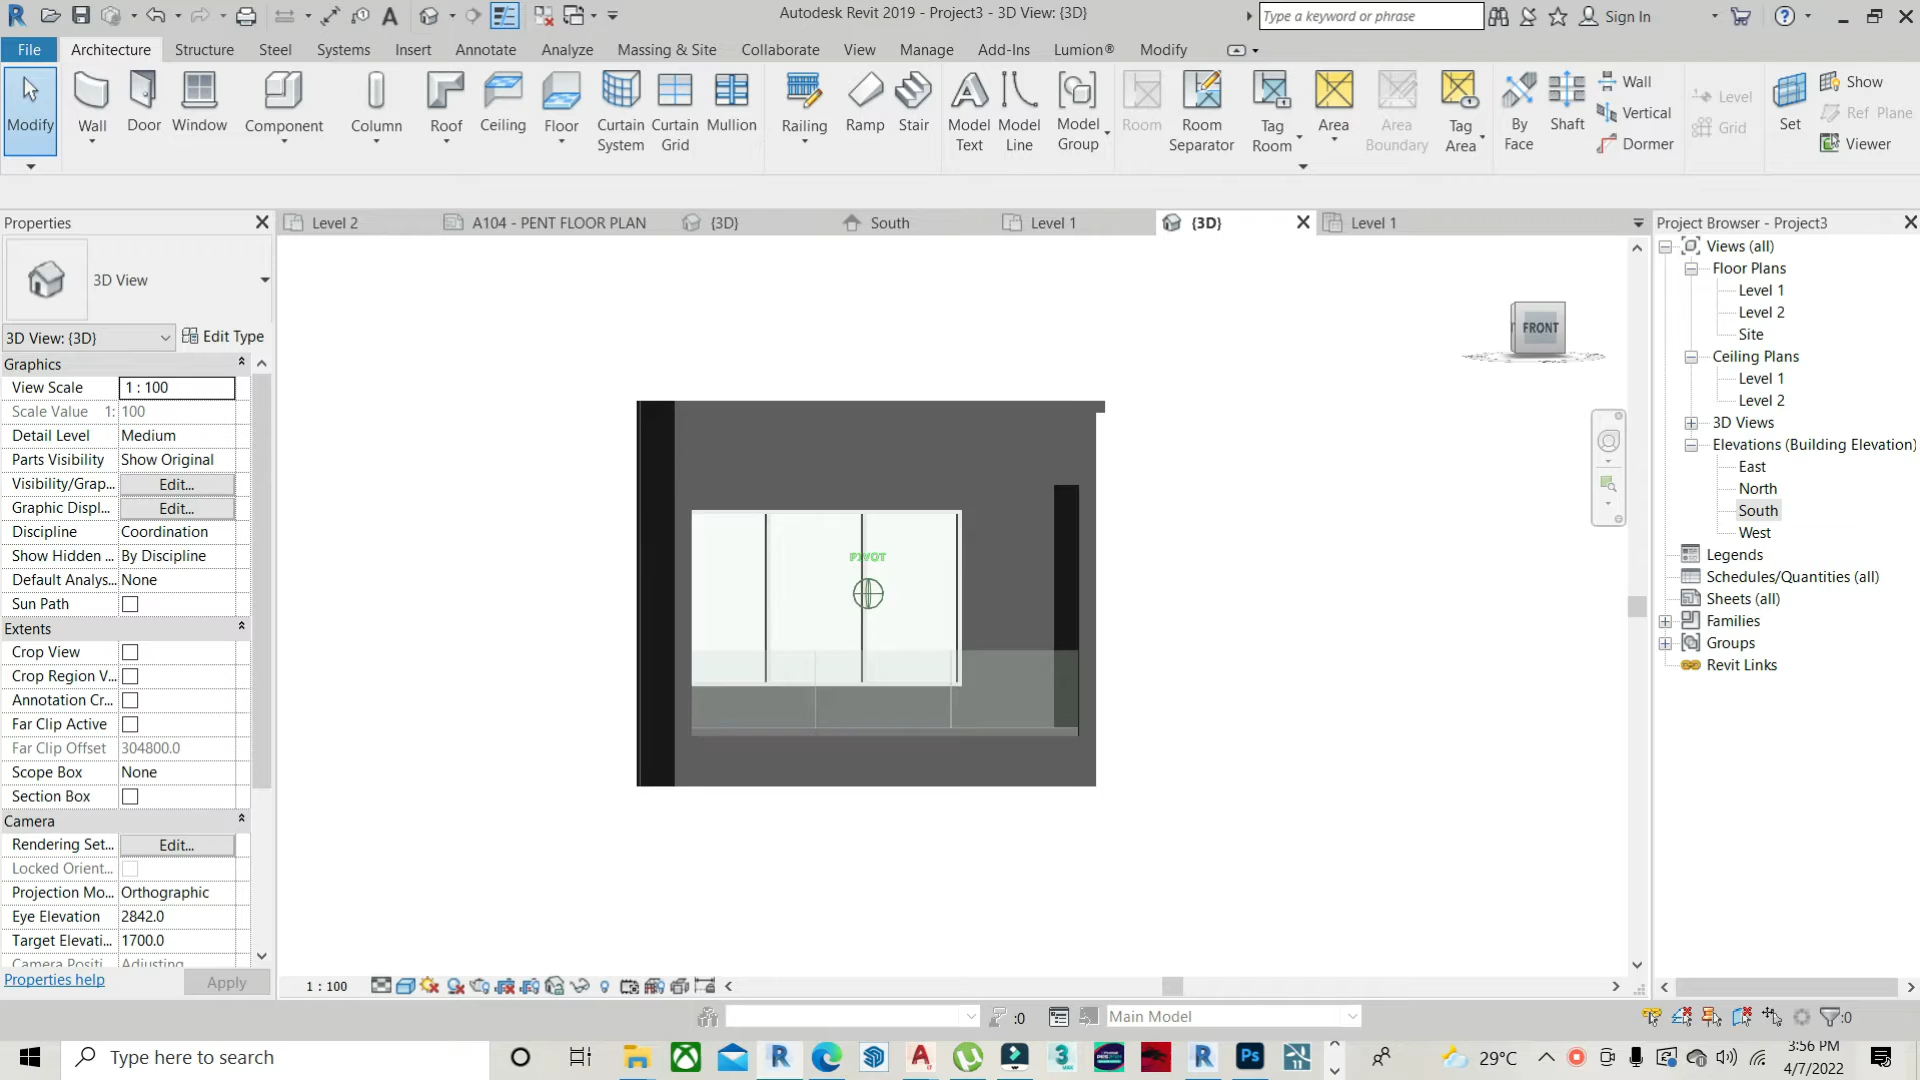 Autodesk Revit 2019 - Project3 - 3D View: {3D}
Type a keyword or phrase
Sign In
File
Architecture
Structure
Steel
Systems
Insert
Annotate
Analyze
Massing & Site
Collaborate
View
Manage
Add-Ins
Lumion®
Modify
Modify
Wall
Door
Window
Component
Column
Roof
Ceiling
Floor
Curtain System
Curtain Grid
Mullion
Railing
Ramp
Stair
Model Text
Model Line
Model Group
Room
Room Separator
Tag Room
Area
Area Boundary
Tag Area
By Face
Shaft
Wall
Vertical
Dormer
Level
Grid
Set
Show
Ref Plane
Viewer
Properties
Level 2
A104 - PENT FLOOR PLAN
{3D}
South
Level 1
{3D}
Level 1
Project Browser - Project3
3D View
3D View: {3D}
Edit Type
Graphics
View Scale 1 : 100
Scale Value 1: 100
Detail Level Medium
Parts Visibility Show Original
Visibility/Grap... Edit...
Graphic Displ... Edit...
Discipline Coordination
Show Hidden ... By Discipline
Default Analys... None
Sun Path
Extents
Crop View
Crop Region V...
Annotation Cr...
Far Clip Active
Far Clip Offset 304800.0
Scope Box None
Section Box
Camera
Rendering Set... Edit...
Locked Orient...
Projection Mo... Orthographic
Eye Elevation 2842.0
Target Elevati... 1700.0
Camera Positi... Adjusting
Properties help
Apply
FRONT
PIVOT
Views (all)
Floor Plans
Level 1
Level 2
Site
Ceiling Plans
Level 1
Level 2
3D Views
Elevations (Building Elevation)
East
North
South
West
Legends
Schedules/Quantities (all)
Sheets (all)
Families
Groups
Revit Links
1 : 100
:0
Main Model
:0
Type here to search
29°C
3:56 PM
4/7/2022